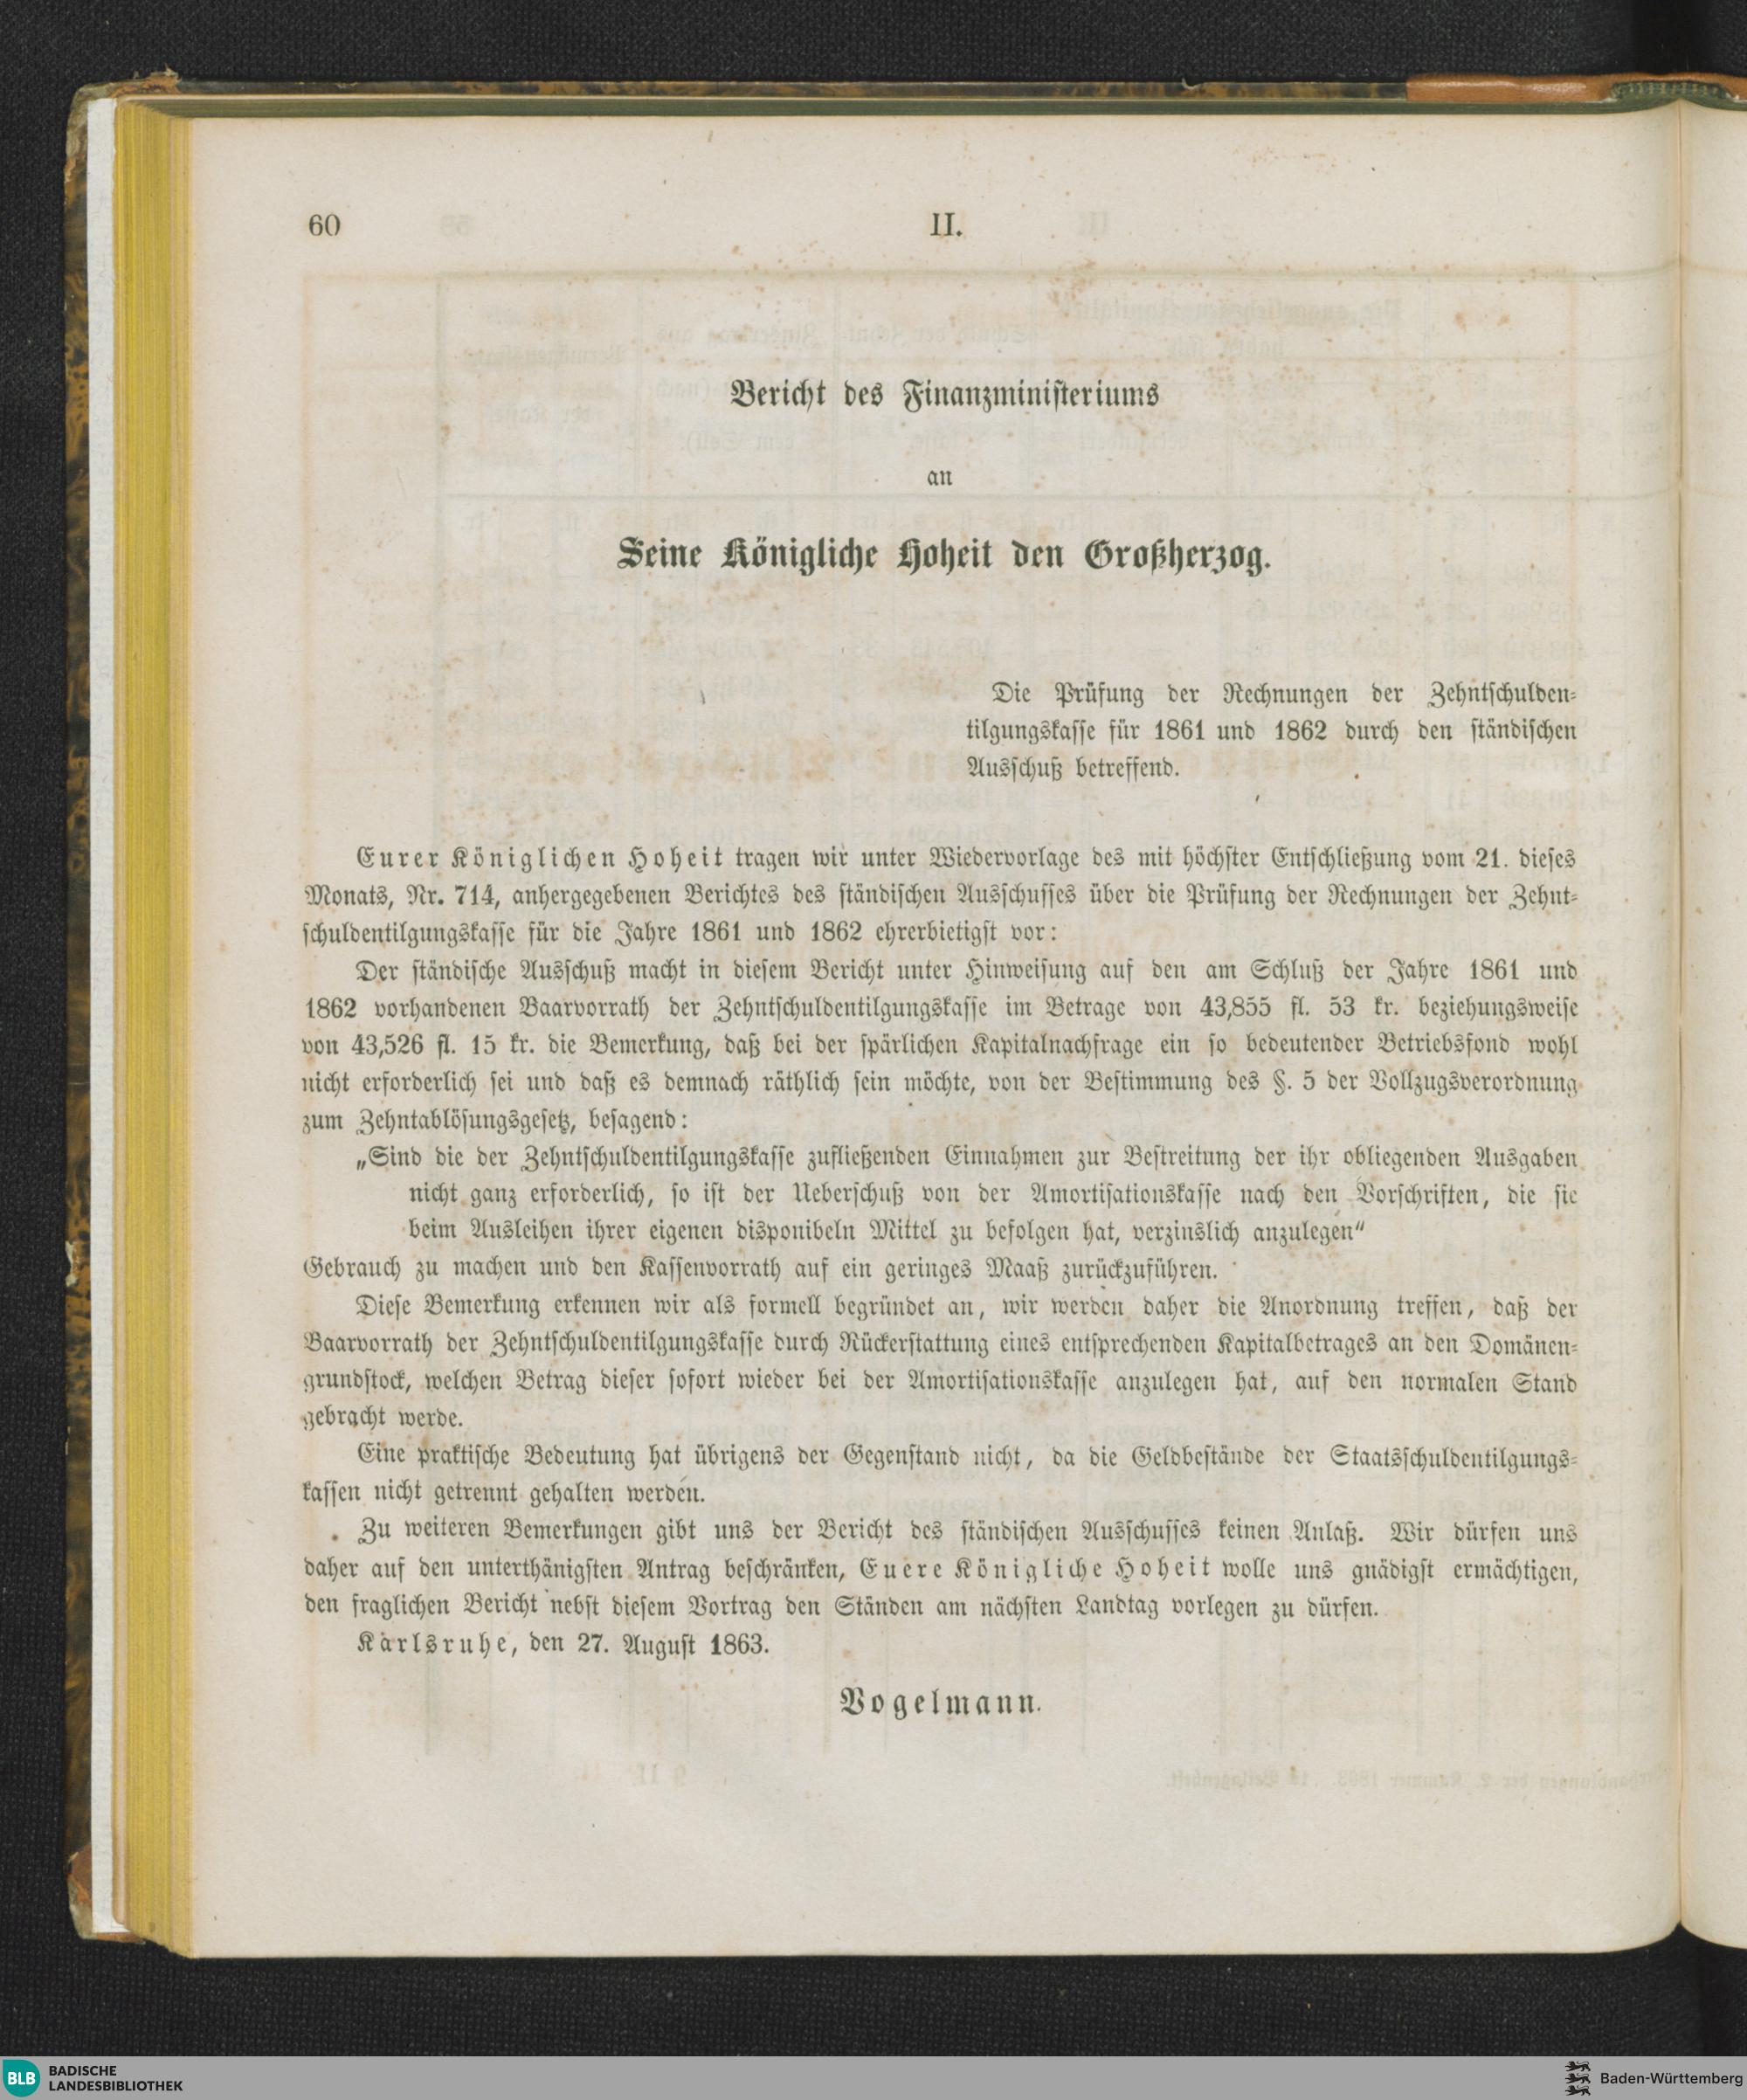 60
II.
Bericht des Finanzministeriums
an
Seine Königliche Hoheit den Großherzog.
Die Prüfung der Rechnungen der Zehntschulden-
tilgungskasse für 1861 und 1862 durch den ständischen
Ausschuß betreffend.
Eurer Königlichen Hoheit tragen wir unter Wiedervorlage des mit höchster Entschließung vom 21. dieses
Monats, Nr. 714, anhergegebenen Berichtes des ständischen Ausschusses über die Prüfung der Rechnungen der Zehnt-
schuldentilgungskasse für die Jahre 1861 und 1862 ehrerbietigst vor:
Der ständische Ausschuß macht in diesem Bericht unter Hinweisung auf den am Schluß der Jahre 1861 und
1862 vorhandenen Baarvorrath der Zehntschuldentilgungskasse im Betrage von 43,855 fl. 53 kr. beziehungsweise
von 43,526 fl. 15 kr. die Bemerkung, daß bei der spärlichen Kapitalnachfrage ein so bedeutender Betriebsfond wohl
nicht erforderlich sei und daß es demnach räthlich sein möchte, von der Bestimmung des §. 5 der Vollzugsverordnung
zum Zehntablösungsgesetz, besagend:
„Sind die der Zehntschuldentilgungskasse zufließenden Einnahmen zur Bestreitung der ihr obliegenden Ausgaben
nicht ganz erforderlich, so ist der Ueberschuß von der Amortisationskasse nach den Vorschriften, die sie
beim Ausleihen ihrer eigenen disponibeln Mittel zu befolgen hat, verzinslich anzulegen“
Gebrauch zu machen und den Kassenvorrath auf ein geringes Maaß zurückzuführen.
Diese Bemerkung erkennen wir als formell begründet an, wir werden daher die Anordnung treffen, daß der
Baarvorrath der Zehntschuldentilgungskasse durch Rückerstattung eines entsprechenden Kapitalbetrages an den Domänen-
grundstock, welchen Betrag dieser sofort wieder bei der Amortisationskasse anzulegen hat, auf den normalen Stand
gebracht werde.
Eine praktische Bedeutung hat übrigens der Gegenstand nicht, da die Geldbestände der Staatsschuldentilgungs-
kassen nicht getrennt gehalten werden.
Zu weiteren Bemerkungen gibt uns der Bericht des ständischen Ausschusses keinen Anlaß. Wir dürfen uns
daher auf den unterthänigsten Antrag beschränken, Euere Königliche Hoheit wolle uns gnädigst ermächtigen,
den fraglichen Bericht nebst diesem Vortrag den Ständen am nächsten Landtag vorlegen zu dürfen.
Karlsruhe, den 27. August 1863.
Vogelmann.
BLB BADISCHE
LANDESBIBLIOTHEK
Baden-Württemberg